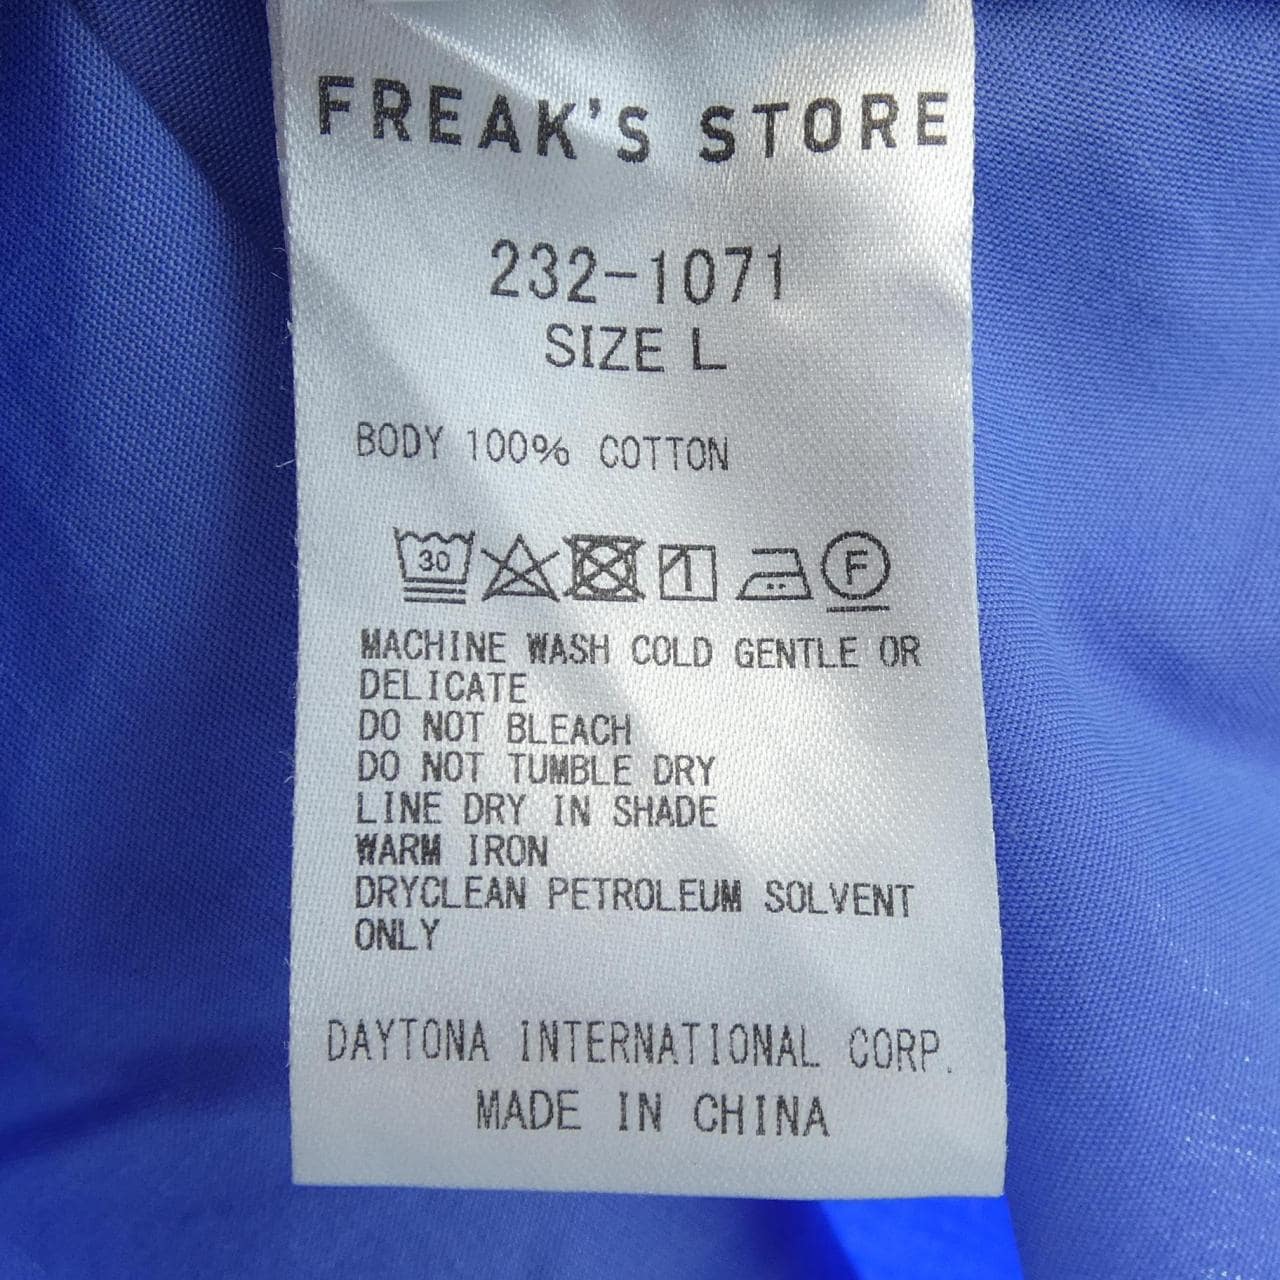 FREAK'S STORE
232-1071
SIZE L
BODY 100% COTTON
30 F
MACHINE WASH COLD GENTLE OR
DELICATE
DO NOT BLEACH
DO NOT TUMBLE DRY
LINE DRY IN SHADE
WARM IRON
DRYCLEAN PETROLEUM SOLVENT
ONLY
DAYTONA INTERNATIONAL CORP.
MADE IN CHINA